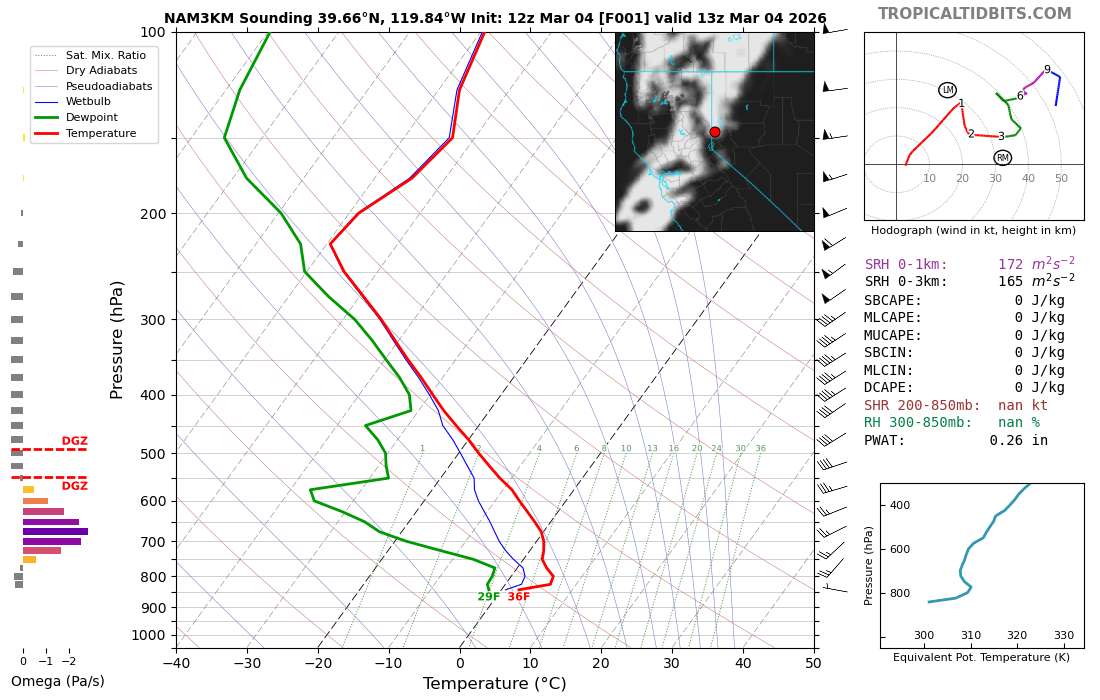 NAM3KM Sounding 39.66°N, 119.84°W Init: 12z Mar 04 [F001] valid 13z Mar 04 2026
TROPICALTIDBITS.COM
Sat. Mix. Ratio
Dry Adiabats
Pseudoadiabats
Wetbulb
Dewpoint
Temperature
100
200
300
400
500
600
700
800
900
1000
Pressure (hPa)
−40 −30 −20 −10 0 10 20 30 40 50
Temperature (°C)
1 2 4 6 8 10 13 16 20 24 30 36
29F 36F
DGZ
DGZ
0 −1 −2
Omega (Pa/s)
LM
RM
1 2 3 6 9
10 20 30 40 50
Hodograph (wind in kt, height in km)
SRH 0-1km: 172 m²s⁻²
SRH 0-3km: 165 m²s⁻²
SBCAPE: 0 J/kg
MLCAPE: 0 J/kg
MUCAPE: 0 J/kg
SBCIN: 0 J/kg
MLCIN: 0 J/kg
DCAPE: 0 J/kg
SHR 200-850mb: nan kt
RH 300-850mb: nan %
PWAT: 0.26 in
400
600
800
Pressure (hPa)
300 310 320 330
Equivalent Pot. Temperature (K)